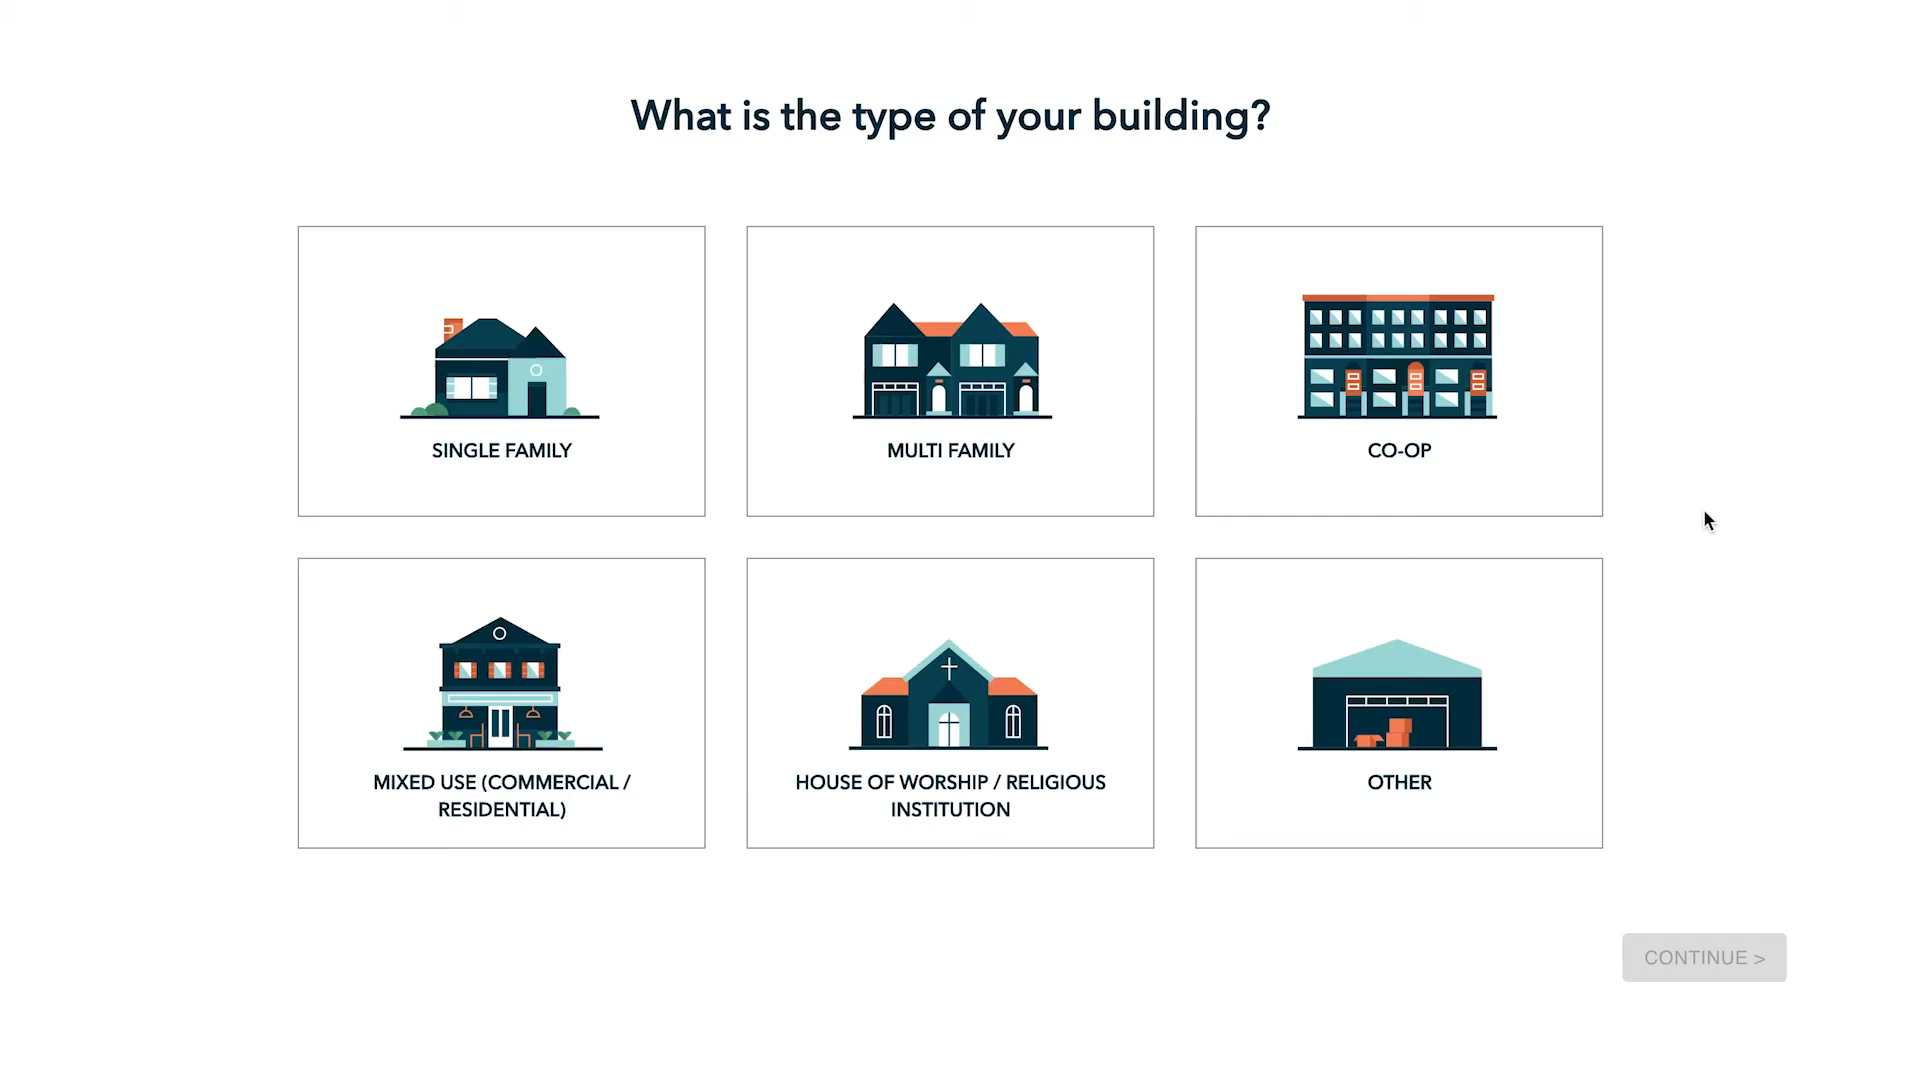 What is the type of your building?
SINGLE FAMILY
MULTI FAMILY
CO-OP
MIXED USE (COMMERCIAL /
RESIDENTIAL)
HOUSE OF WORSHIP / RELIGIOUS
INSTITUTION
OTHER
CONTINUE >